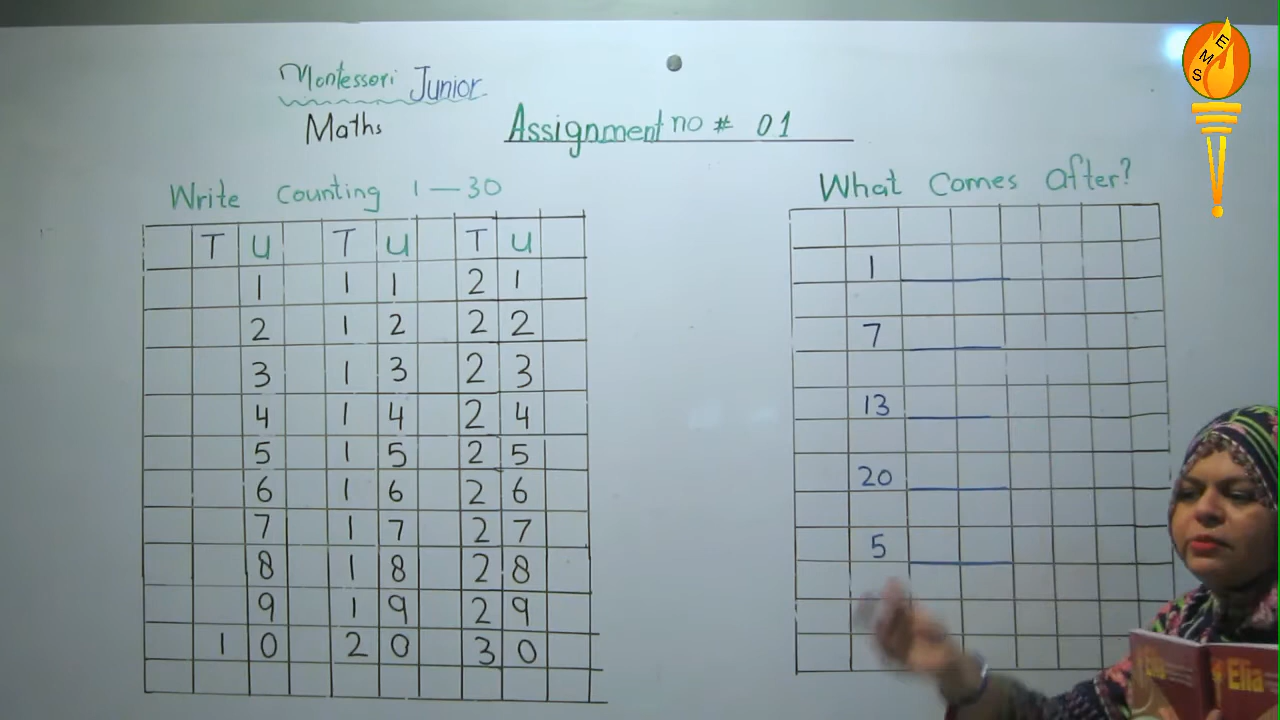 Montessori Junior
Maths
Assignment no # 01
Write Counting 1 — 30
T U T U T U
1 1 1 2 1
2 1 2 2 2
3 1 3 2 3
4 1 4 2 4
5 1 5 2 5
6 1 6 2 6
7 1 7 2 7
8 1 8 2 8
9 1 9 2 9
1 0 2 0 3 0
What Comes After?
1
7
13
20
5
EMS
Elia
Elia